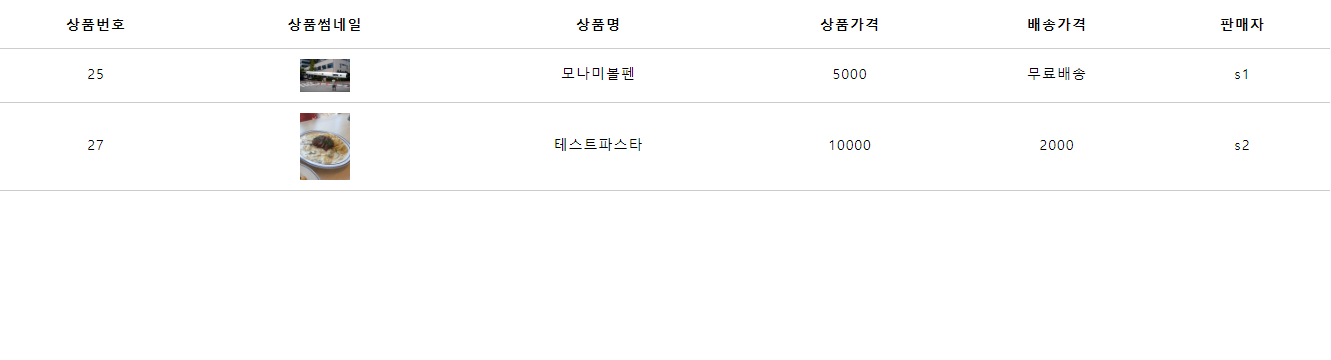 상품번호 상품썸네일 상품명 상품가격 배송가격 판매자
25 모나미볼펜 5000 무료배송 s1
27 테스트파스타 10000 2000 s2